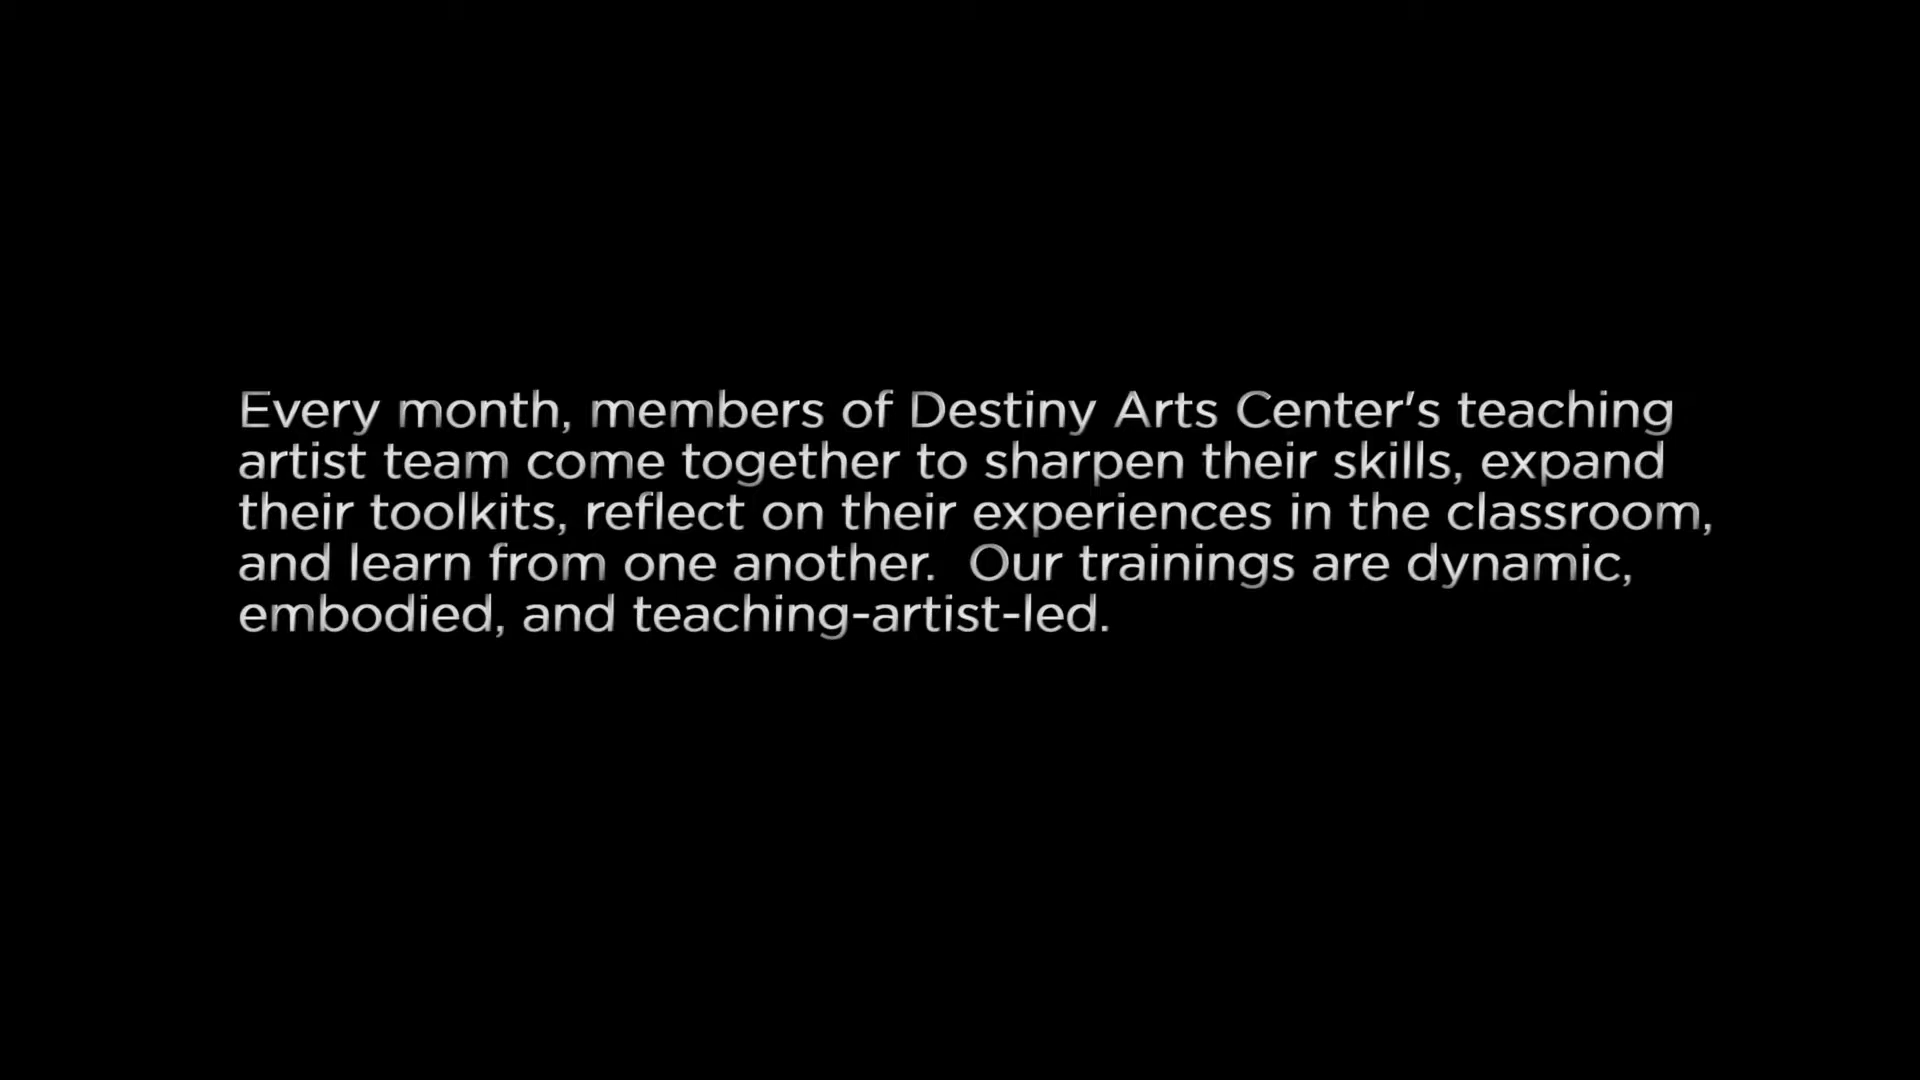 Every month, members of Destiny Arts Center's teaching
artist team come together to sharpen their skills, expand
their toolkits, reflect on their experiences in the classroom,
and learn from one another.  Our trainings are dynamic,
embodied, and teaching-artist-led.